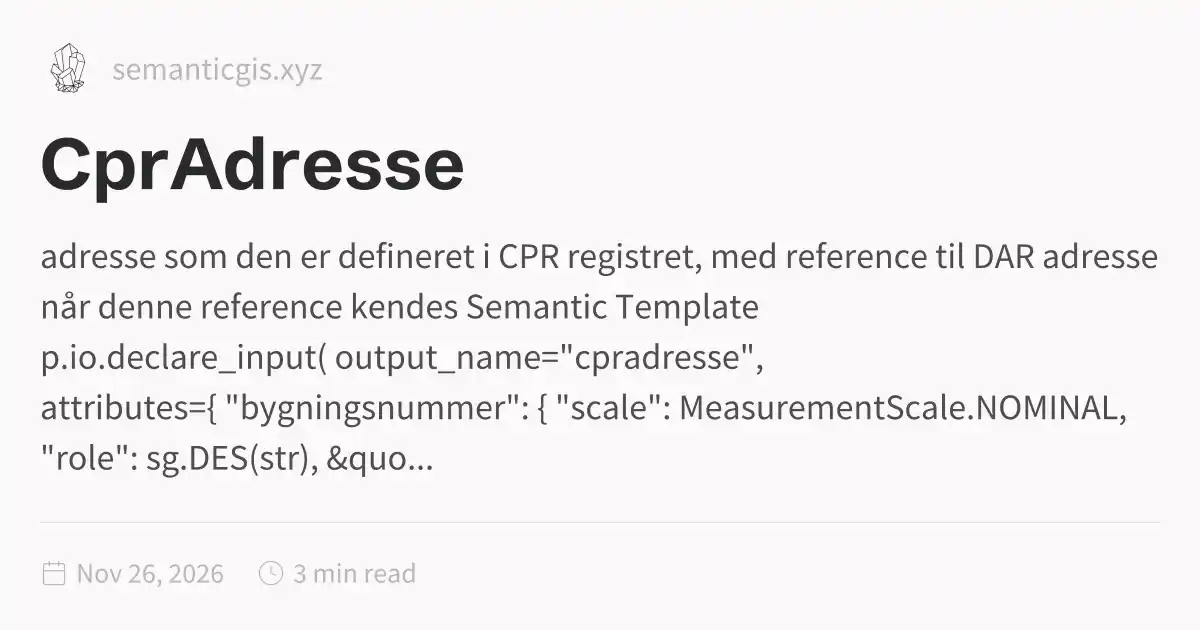 semanticgis.xyz
CprAdresse
adresse som den er defineret i CPR registret, med reference til DAR adresse
når denne reference kendes Semantic Template
p.io.declare_input( output_name="cpradresse",
attributes={ "bygningsnummer": { "scale": MeasurementScale.NOMINAL,
"role": sg.DES(str), &quo...
Nov 26, 2026 3 min read